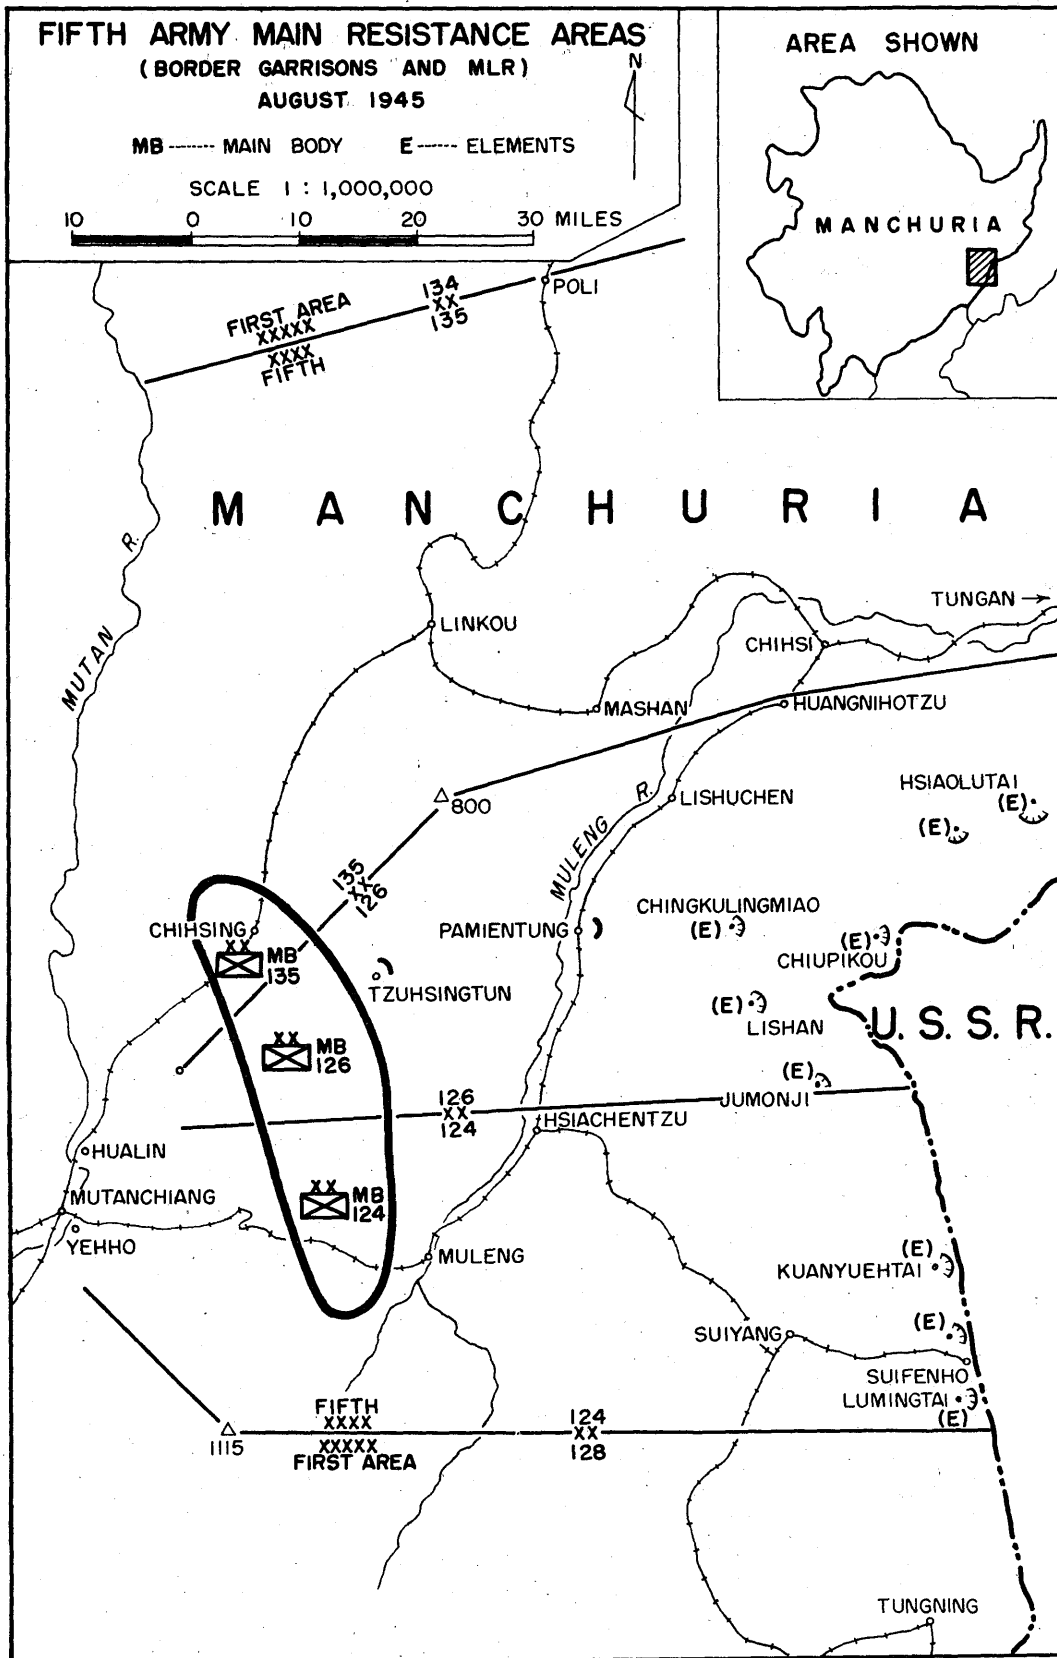 FIFTH ARMY MAIN RESISTANCE AREAS
(BORDER GARRISONS AND MLR)
AUGUST 1945
MB ------- MAIN BODY E ------ ELEMENTS
SCALE 1 : 1,000,000
10 0 10 20 30 MILES
N
AREA SHOWN
MANCHURIA
POLI
134
XX
135
FIRST AREA
XXXXX
XXXX
FIFTH
MANCHURIA
MUTAN R.
LINKOU
TUNGAN
CHIHSI
MASHAN
HUANGNIHOTZU
800
LISHUCHEN
HSIAOLUTAI
(E)
(E)
MULENG R.
135
XX
126
CHIHSING
XX
MB
135
PAMIENTUNG
CHINGKULINGMIAO
(E)
(E)
CHIUPIKOU
TZUHSINGTUN
(E)
LISHAN
U.S.S.R.
XX
MB
126
(E)
JUMONJI
126
XX
124
HSIACHENTZU
HUALIN
MUTANCHIANG
YEHHO
XX
MB
124
MULENG
(E)
KUANYUEHTAI
(E)
SUIYANG
SUIFENHO
LUMINGTAI
(E)
1115
FIFTH
XXXX
XXXXX
FIRST AREA
124
XX
128
TUNGNING